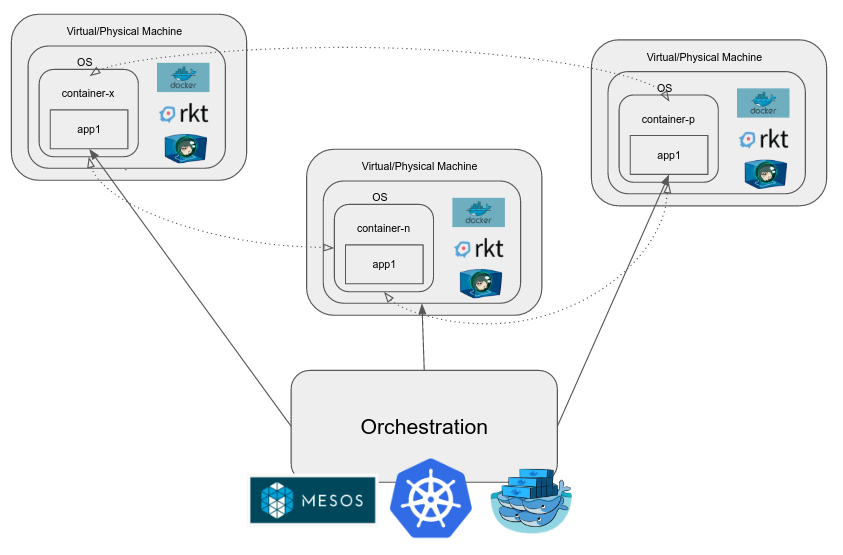 Virtual/Physical Machine
OS
container-x
app1
docker
rkt
Virtual/Physical Machine
OS
container-p
app1
docker
rkt
Virtual/Physical Machine
OS
container-n
app1
docker
rkt
Orchestration
MESOS